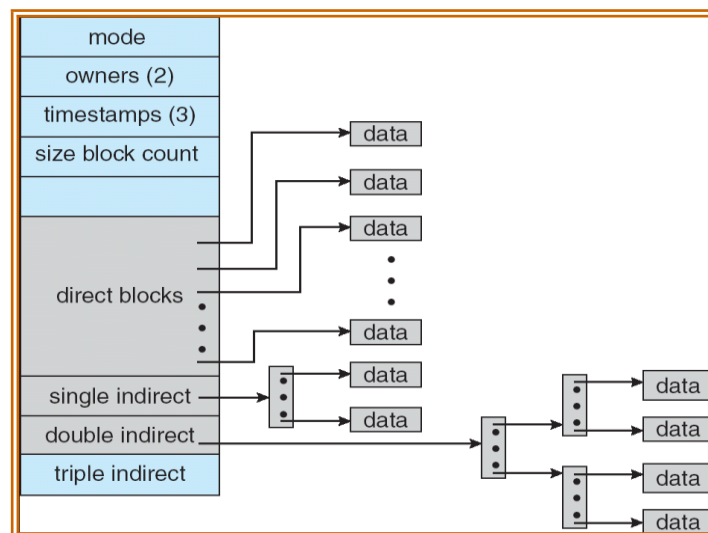 mode
owners (2)
timestamps (3)
size block count
direct blocks
single indirect
double indirect
triple indirect
data
data
data
data
data
data
data
data
data
data